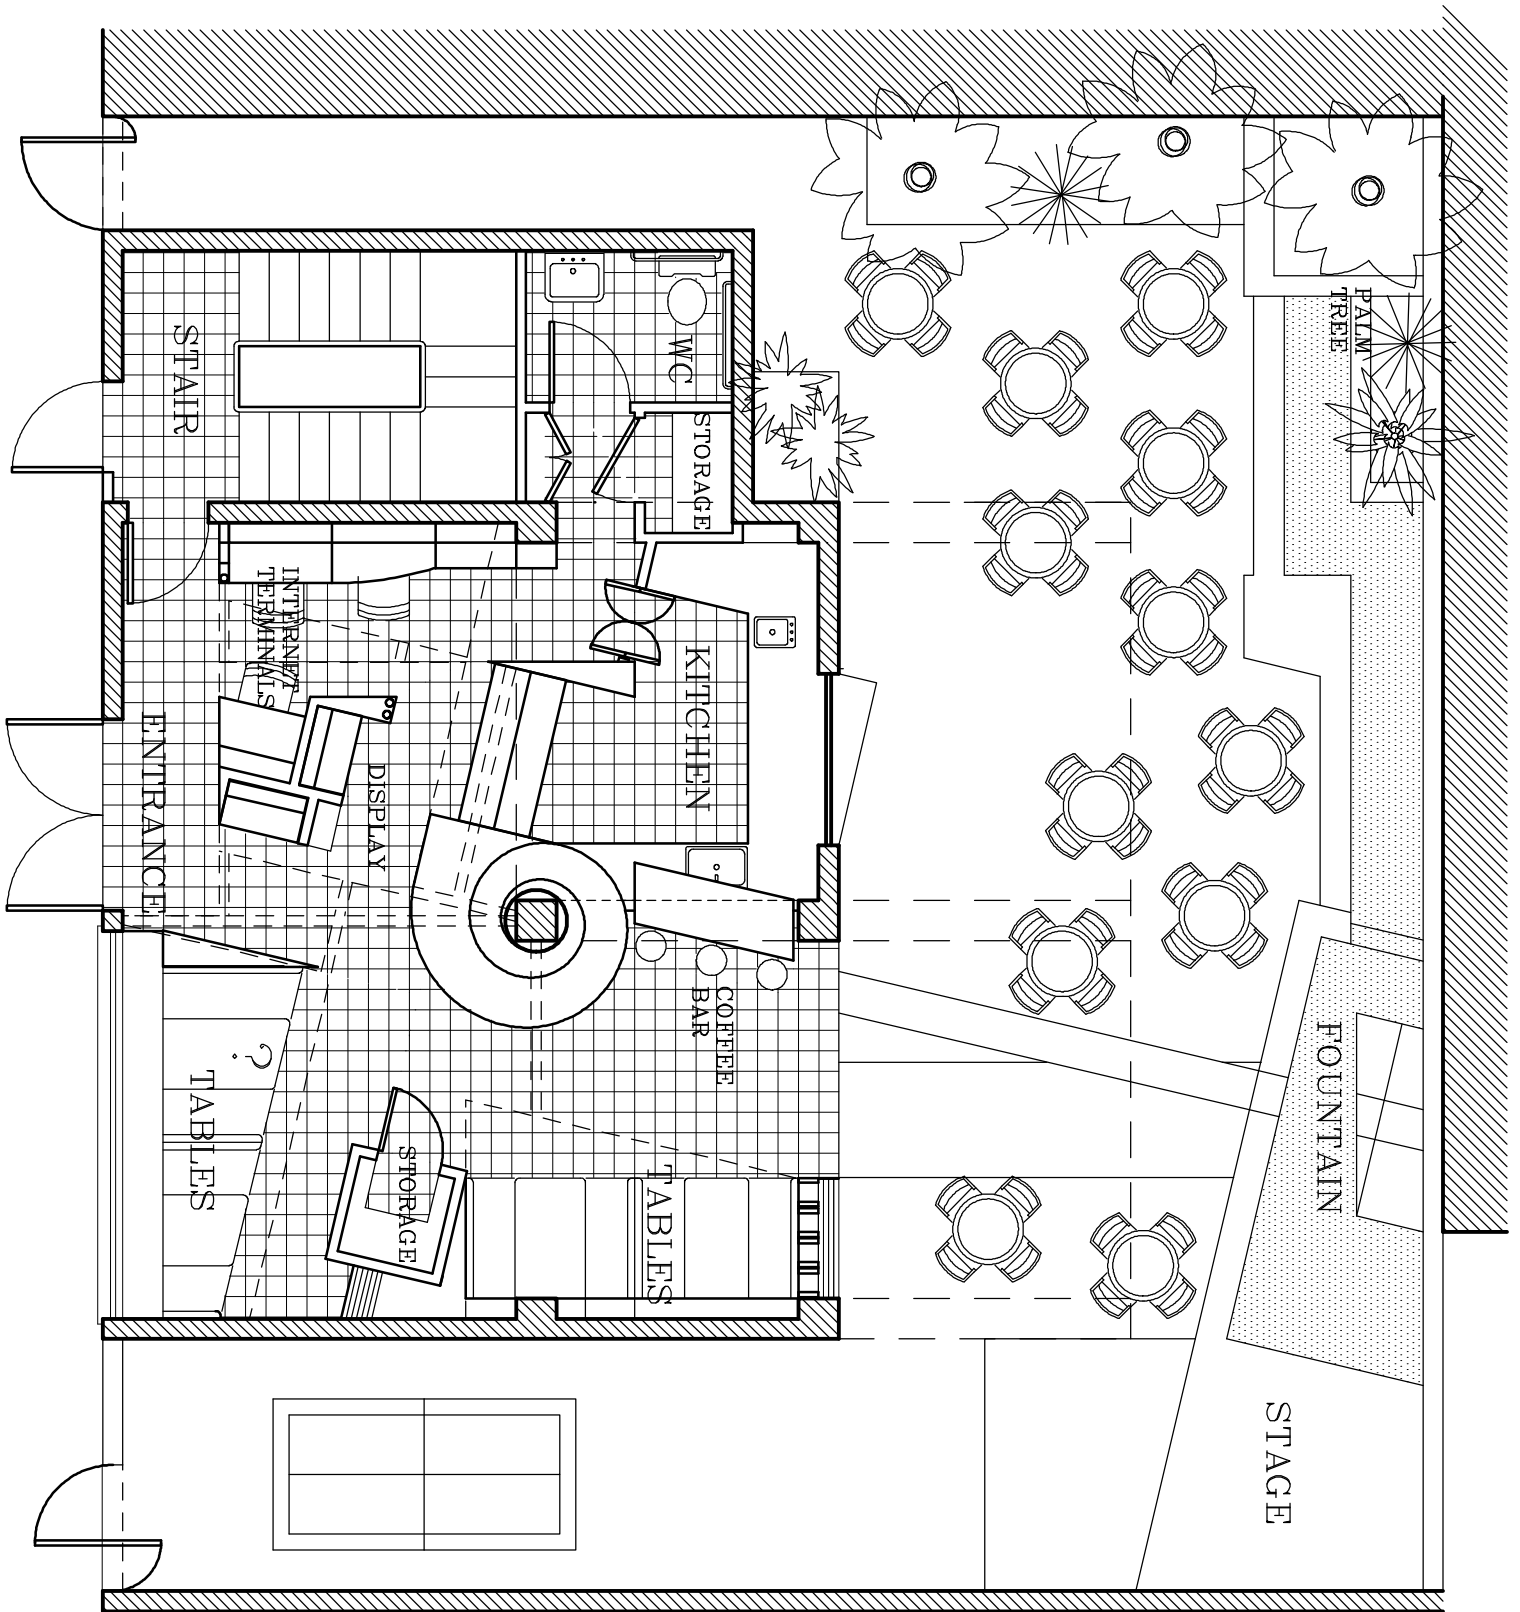 STAIR
WC
STORAGE
PALM
TREE
INTERNET
TERMINALS
KITCHEN
ENTRANCE
DISPLAY
COFFEE
BAR
FOUNTAIN
?
TABLES
STORAGE
TABLES
STAGE